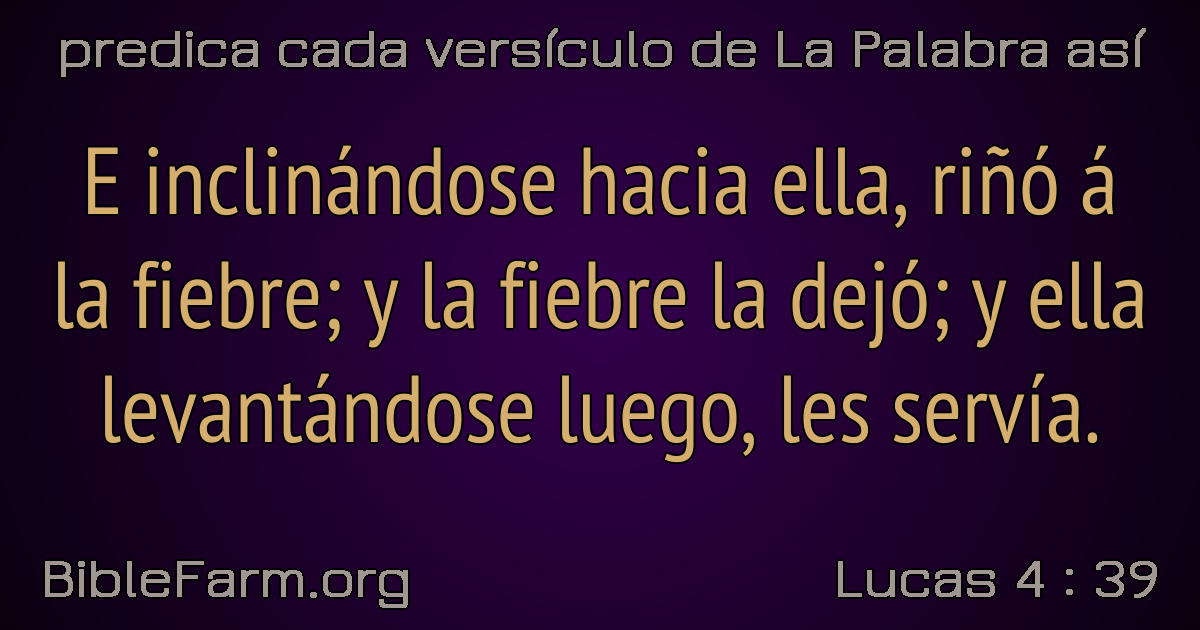 predica cada versículo de La Palabra así
E inclinándose hacia ella, riñó á
la fiebre; y la fiebre la dejó; y ella
levantándose luego, les servía.
BibleFarm.org
Lucas 4 : 39